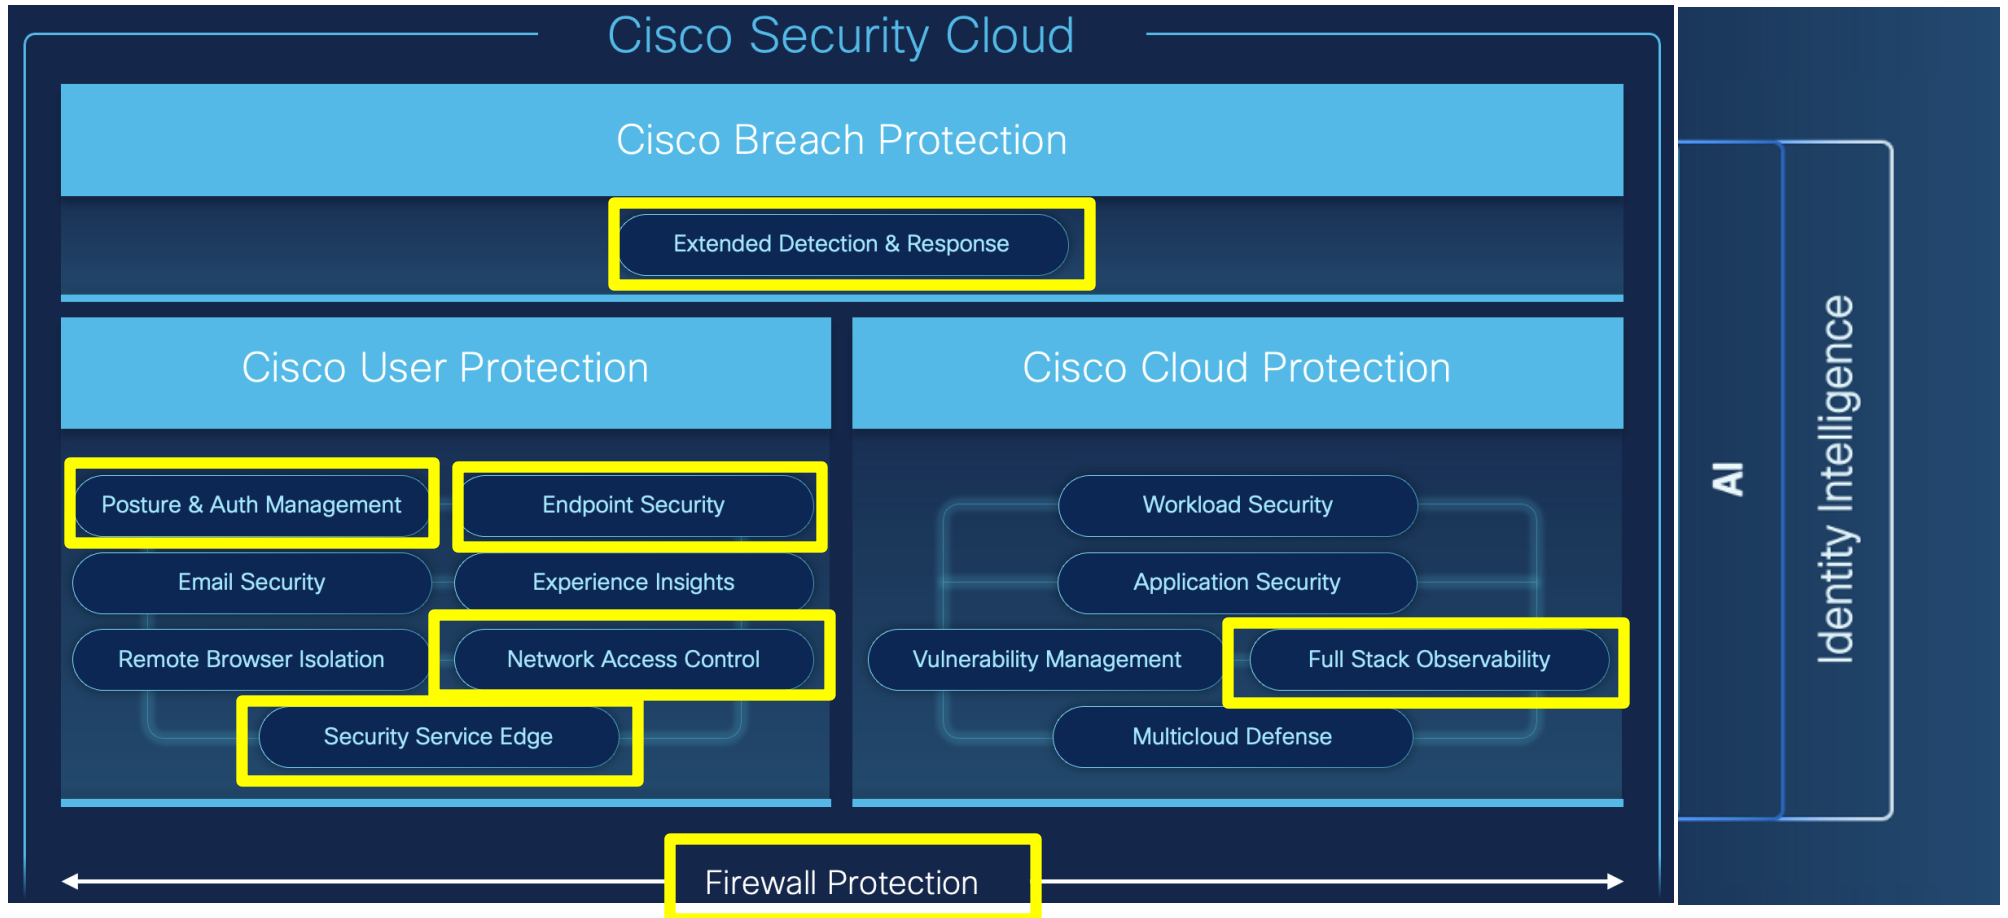 Cisco Security Cloud
Cisco Breach Protection
Extended Detection & Response
Cisco User Protection
Posture & Auth Management
Endpoint Security
Email Security
Experience Insights
Remote Browser Isolation
Network Access Control
Security Service Edge
Cisco Cloud Protection
Workload Security
Application Security
Vulnerability Management
Full Stack Observability
Multicloud Defense
Firewall Protection
AI
Identity Intelligence